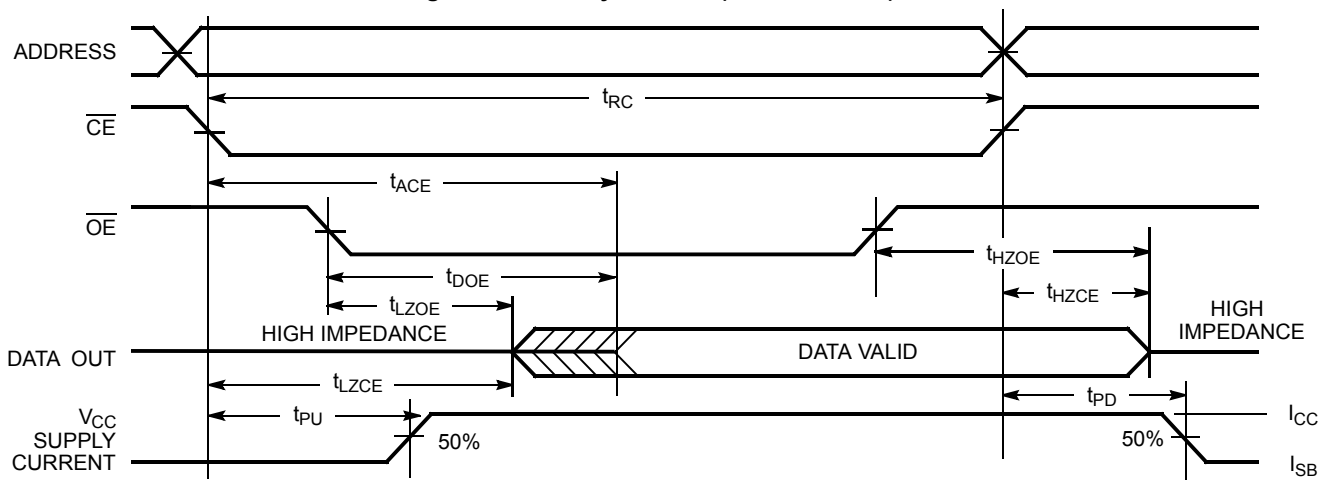 ADDRESS
tRC
CE
tACE
OE
tHZOE
tDOE
tHZCE
tLZOE
HIGH
IMPEDANCE
HIGH IMPEDANCE
DATA OUT
DATA VALID
tLZCE
tPD
tPU
VCC
SUPPLY
CURRENT
50%
50%
ICC
ISB